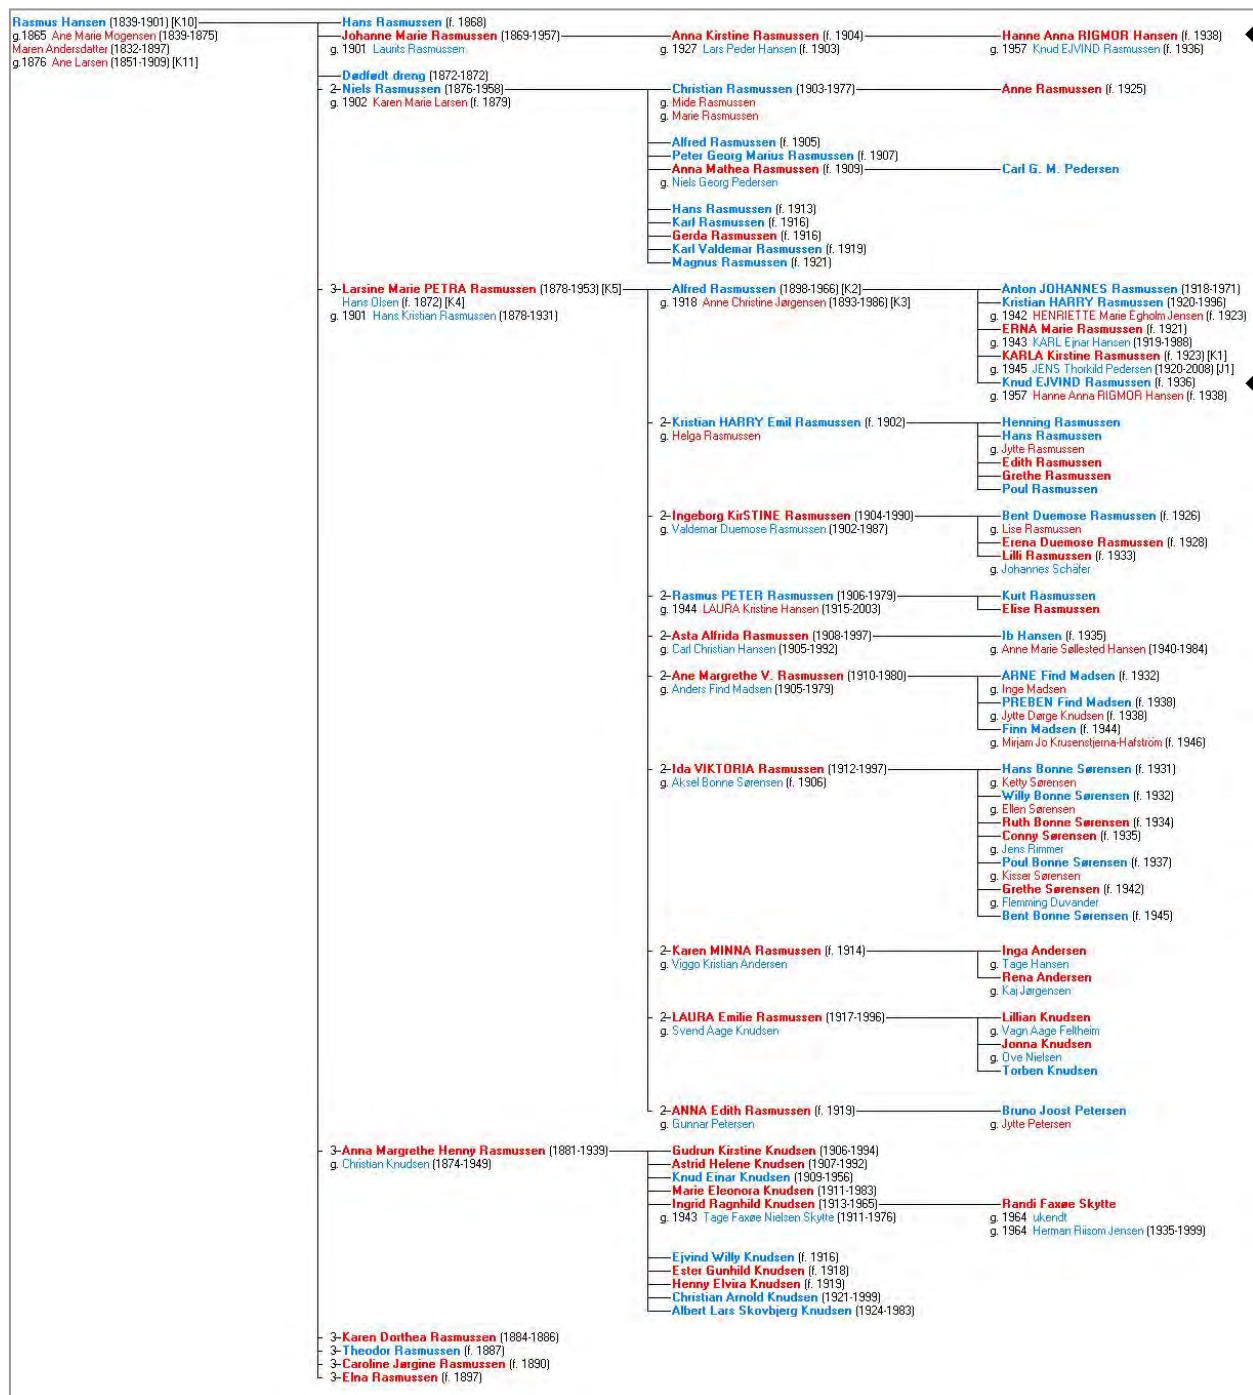 Rasmus Hansen (1839-1901) [K10]
g.1865 Ane Marie Mogensen (1839-1875)
Maren Andersdatter (1832-1897)
g.1876 Ane Larsen (1851-1909) [K11]
Hans Rasmussen (f. 1868)
Johanne Marie Rasmussen (1869-1957)
g. 1901 Laurits Rasmussen
Anna Kirstine Rasmussen (f. 1904)
g. 1927 Lars Peder Hansen (f. 1903)
Hanne Anna RIGMOR Hansen (f. 1938)
g. 1957 Knud EJVIND Rasmussen (f. 1936)
Dødfødt dreng (1872-1872)
2 Niels Rasmussen (1876-1958)
g. 1902 Karen Marie Larsen (f. 1879)
Christian Rasmussen (1903-1977)
g. Mide Rasmussen
g. Marie Rasmussen
Anne Rasmussen (f. 1925)
Alfred Rasmussen (f. 1905)
Peter Georg Marius Rasmussen (f. 1907)
Anna Mathea Rasmussen (f. 1909)
g. Niels Georg Pedersen
Carl G. M. Pedersen
Hans Rasmussen (f. 1913)
Karl Rasmussen (f. 1916)
Gerda Rasmussen (f. 1916)
Karl Valdemar Rasmussen (f. 1919)
Magnus Rasmussen (f. 1921)
3 Larsine Marie PETRA Rasmussen (1878-1953) [K5]
Hans Olsen (f. 1872) [K4]
g. 1901 Hans Kristian Rasmussen (1878-1931)
Alfred Rasmussen (1898-1966) [K2]
g. 1918 Anne Christine Jørgensen (1893-1986) [K3]
Anton JOHANNES Rasmussen (1918-1971)
Kristian HARRY Rasmussen (1920-1996)
g. 1942 HENRIETTE Marie Egholm Jensen (f. 1923)
ERNA Marie Rasmussen (f. 1921)
g. 1943 KARL Ejnar Hansen (1919-1988)
KARLA Kirstine Rasmussen (f. 1923) [K1]
g. 1945 JENS Thorkild Pedersen (1920-2008) [J1]
Knud EJVIND Rasmussen (f. 1936)
g. 1957 Hanne Anna RIGMOR Hansen (f. 1938)
2 Kristian HARRY Emil Rasmussen (f. 1902)
g. Helga Rasmussen
Henning Rasmussen
Hans Rasmussen
g. Jytte Rasmussen
Edith Rasmussen
Grethe Rasmussen
Poul Rasmussen
2 Ingeborg KirSTINE Rasmussen (1904-1990)
g. Valdemar Duemose Rasmussen (1902-1987)
Bent Duemose Rasmussen (f. 1926)
g. Lise Rasmussen
Erena Duemose Rasmussen (f. 1928)
Lilli Rasmussen (f. 1933)
g. Johannes Schäfer
2 Rasmus PETER Rasmussen (1906-1979)
g. 1944 LAURA Kristine Hansen (1915-2003)
Kurt Rasmussen
Elise Rasmussen
2 Asta Alfrida Rasmussen (1908-1997)
g. Carl Christian Hansen (1905-1992)
Ib Hansen (f. 1935)
g. Anne Marie Søllested Hansen (1940-1984)
2 Ane Margrethe V. Rasmussen (1910-1980)
g. Anders Find Madsen (1905-1979)
ARNE Find Madsen (f. 1932)
g. Inge Madsen
PREBEN Find Madsen (f. 1938)
g. Jytte Dørge Knudsen (f. 1938)
Finn Madsen (f. 1944)
g. Mirjam Jo Krusenstjerna-Hafström (f. 1946)
2 Ida VIKTORIA Rasmussen (1912-1997)
g. Aksel Bonne Sørensen (f. 1906)
Hans Bonne Sørensen (f. 1931)
g. Ketty Sørensen
Willy Bonne Sørensen (f. 1932)
g. Ellen Sørensen
Ruth Bonne Sørensen (f. 1934)
Conny Sørensen (f. 1935)
g. Jens Rimmer
Poul Bonne Sørensen (f. 1937)
g. Kisser Sørensen
Grethe Sørensen (f. 1942)
g. Flemming Duvander
Bent Bonne Sørensen (f. 1945)
2 Karen MINNA Rasmussen (f. 1914)
g. Viggo Kristian Andersen
Inga Andersen
g. Tage Hansen
Rena Andersen
g. Kaj Jørgensen
2 LAURA Emilie Rasmussen (1917-1996)
g. Svend Aage Knudsen
Lillian Knudsen
g. Vagn Aage Feltheim
Jonna Knudsen
g. Ove Nielsen
Torben Knudsen
2 ANNA Edith Rasmussen (f. 1919)
g. Gunnar Petersen
Bruno Joost Petersen
g. Jytte Petersen
3 Anna Margrethe Henny Rasmussen (1881-1939)
g. Christian Knudsen (1874-1949)
Gudrun Kirstine Knudsen (1906-1994)
Astrid Helene Knudsen (1907-1992)
Knud Einar Knudsen (1909-1956)
Marie Eleonora Knudsen (1911-1983)
Ingrid Ragnhild Knudsen (1913-1965)
g. 1943 Tage Faxøe Nielsen Skytte (1911-1976)
Randi Faxøe Skytte
g. 1964 ukendt
g. 1964 Herman Riisom Jensen (1935-1999)
Ejvind Willy Knudsen (f. 1916)
Ester Gunhild Knudsen (f. 1918)
Henny Elvira Knudsen (f. 1919)
Christian Arnold Knudsen (1921-1999)
Albert Lars Skovbjerg Knudsen (1924-1983)
3 Karen Dorthea Rasmussen (1884-1886)
3 Theodor Rasmussen (f. 1887)
3 Caroline Jørgine Rasmussen (f. 1890)
3 Elna Rasmussen (f. 1897)